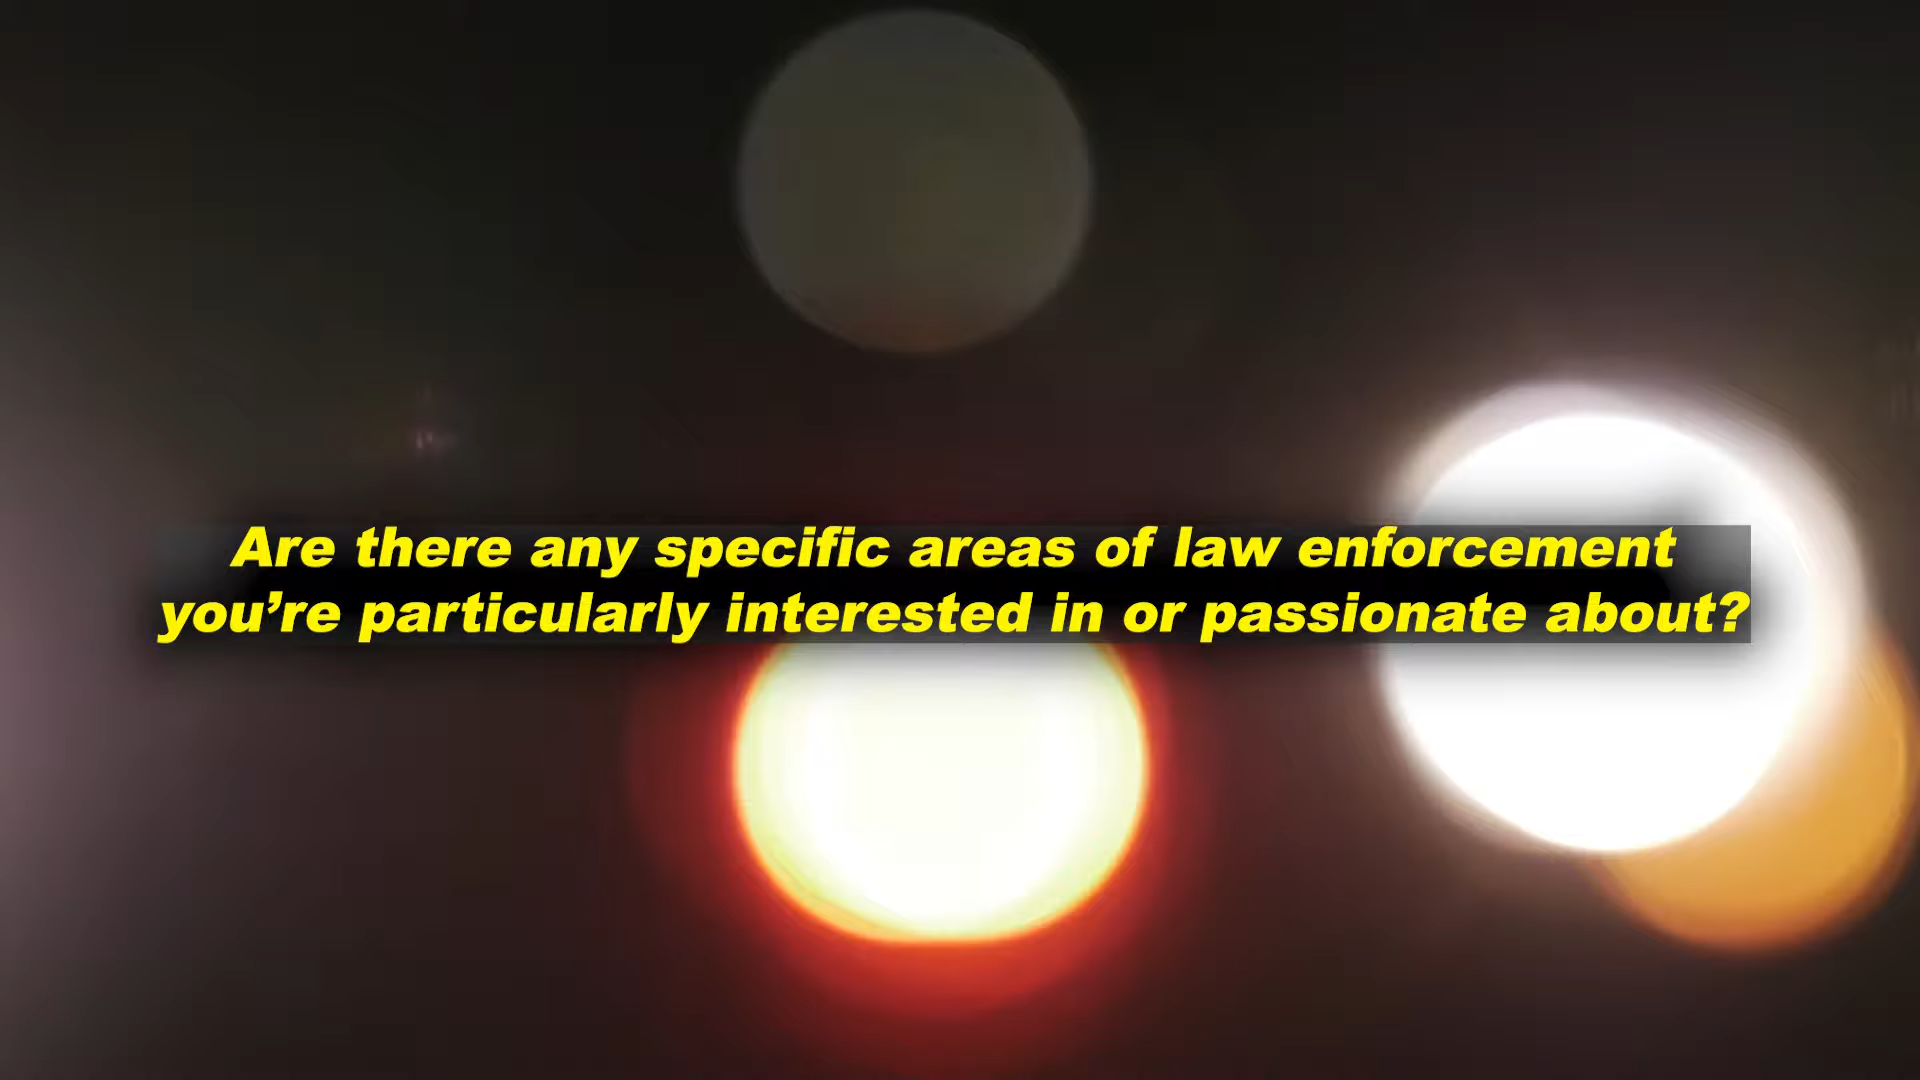 Are there any specific areas of law enforcement
you’re particularly interested in or passionate about?